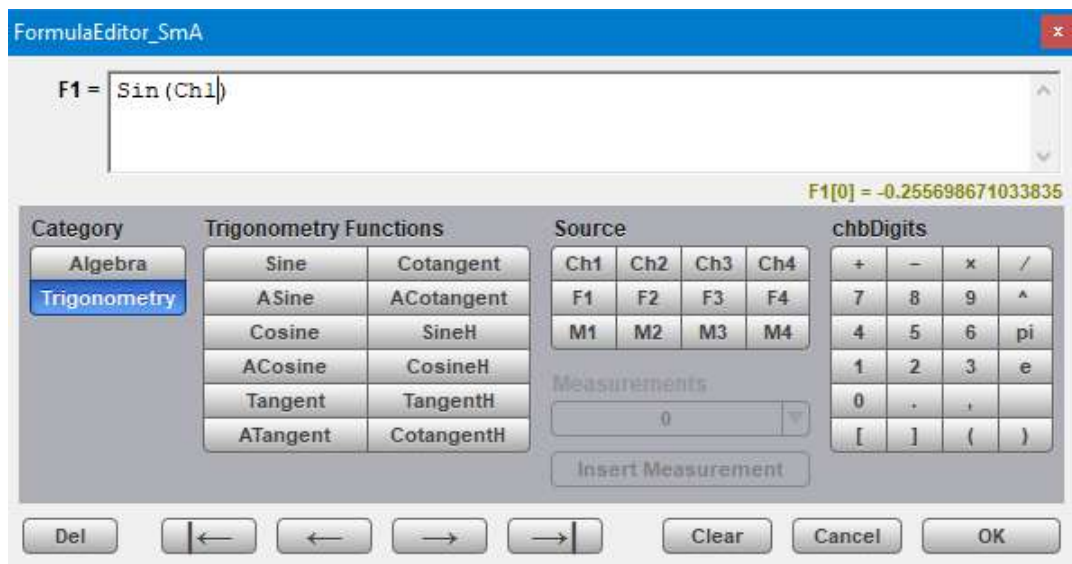 FormulaEditor_SmA
x
F1 = Sin(Ch1)
F1[0] = -0.255698671033835
Category Trigonometry Functions Source chbDigits
Algebra Sine Cotangent Ch1 Ch2 Ch3 Ch4 + - × /
Trigonometry ASine ACotangent F1 F2 F3 F4 7 8 9 ^
Cosine SineH M1 M2 M3 M4 4 5 6 pi
ACosine CosineH 1 2 3 e
Measurements
Tangent TangentH 0 0 . ,
ATangent CotangentH [ ] ( )
Insert Measurement
Del |← ← → →| Clear Cancel OK